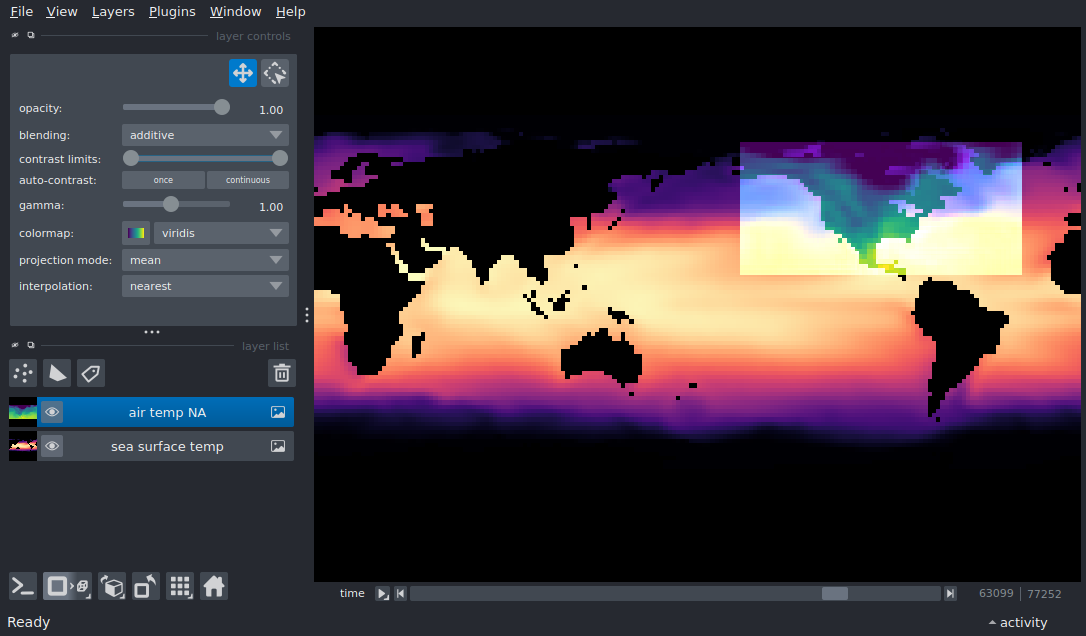 File View Layers Plugins Window Help
layer controls
opacity: 1.00
blending: additive
contrast limits:
auto-contrast: once continuous
gamma: 1.00
colormap: viridis
projection mode: mean
interpolation: nearest
layer list
air temp NA
sea surface temp
time 63099 77252
Ready activity